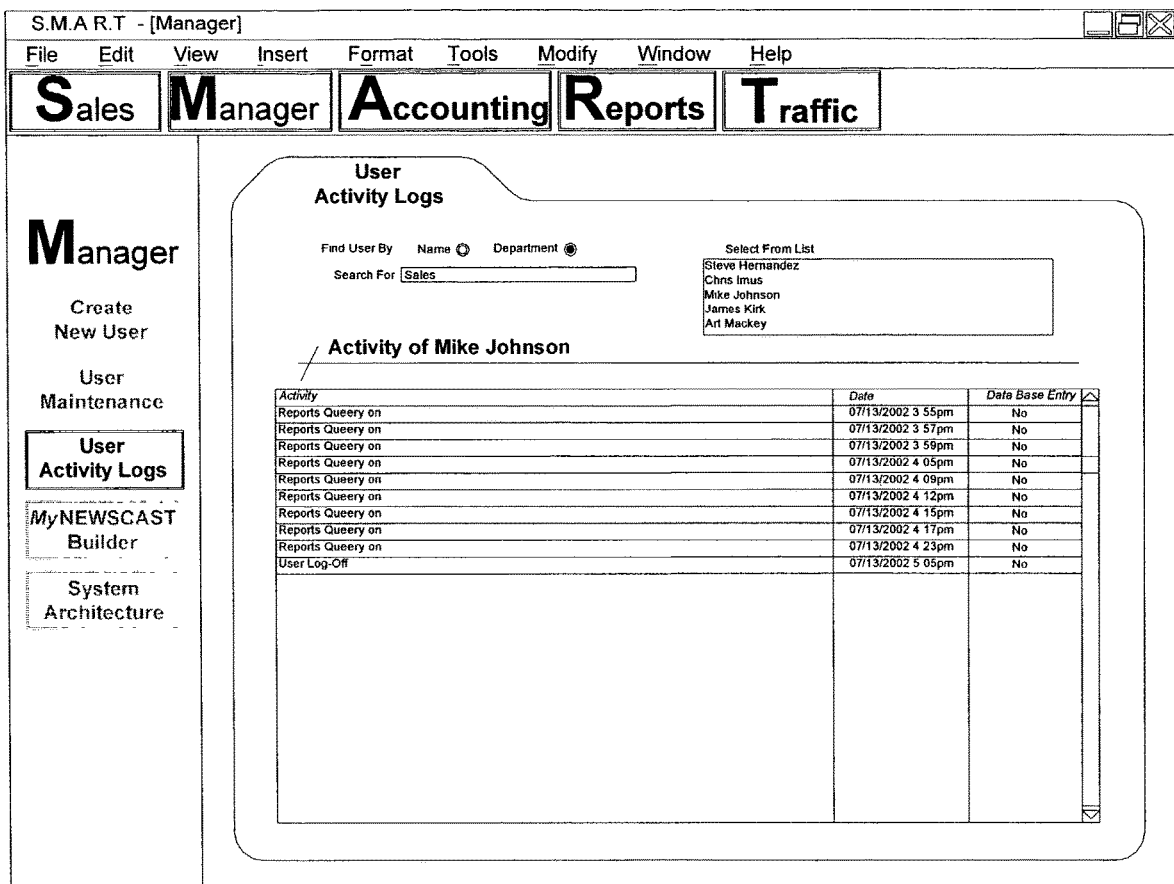 S.M.A R.T - [Manager]
File Edit View Insert Format Tools Modify Window Help
Sales Manager Accounting Reports Traffic
Manager
Create
New User
User
Maintenance
User
Activity Logs
MyNEWSCAST
Builder
System
Architecture
User
Activity Logs
Find User By Name Department
Search For Sales
Select From List
Steve Hernandez
Chris Imus
Mike Johnson
James Kirk
Art Mackey
Activity of Mike Johnson
Activity Date Data Base Entry
Reports Queery on 07/13/2002 3 55pm No
Reports Queery on 07/13/2002 3 57pm No
Reports Queery on 07/13/2002 3 59pm No
Reports Queery on 07/13/2002 4 05pm No
Reports Queery on 07/13/2002 4 09pm No
Reports Queery on 07/13/2002 4 12pm No
Reports Queery on 07/13/2002 4 15pm No
Reports Queery on 07/13/2002 4 17pm No
Reports Queery on 07/13/2002 4 23pm No
User Log-Off 07/13/2002 5 05pm No